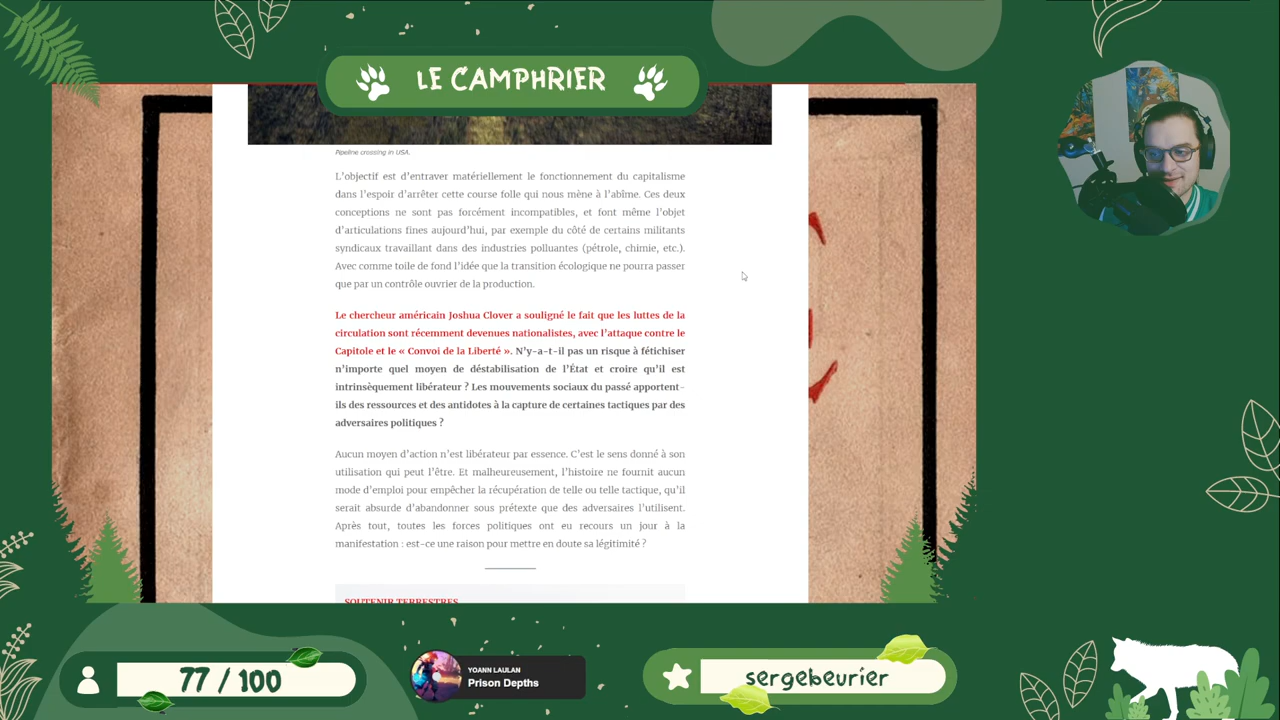 LE CAMPHRIER
Pipeline crossing in USA.
L'objectif est d'entraver matériellement le fonctionnement du capitalisme
dans l'espoir d'arrêter cette course folle qui nous mène à l'abîme. Ces deux
conceptions ne sont pas forcément incompatibles, et font même l'objet
d'articulations fines aujourd'hui, par exemple du côté de certains militants
syndicaux travaillant dans des industries polluantes (pétrole, chimie, etc.).
Avec comme toile de fond l'idée que la transition écologique ne pourra passer
que par un contrôle ouvrier de la production.
Le chercheur américain Joshua Clover a souligné le fait que les luttes de la
circulation sont récemment devenues nationalistes, avec l'attaque contre le
Capitole et le « Convoi de la Liberté ». N'y-a-t-il pas un risque à fétichiser
n'importe quel moyen de déstabilisation de l'État et croire qu'il est
intrinsèquement libérateur ? Les mouvements sociaux du passé apportent-
ils des ressources et des antidotes à la capture de certaines tactiques par des
adversaires politiques ?
Aucun moyen d'action n'est libérateur par essence. C'est le sens donné à son
utilisation qui peut l'être. Et malheureusement, l'histoire ne fournit aucun
mode d'emploi pour empêcher la récupération de telle ou telle tactique, qu'il
serait absurde d'abandonner sous prétexte que des adversaires l'utilisent.
Après tout, toutes les forces politiques ont eu recours un jour à la
manifestation : est-ce une raison pour mettre en doute sa légitimité ?
SOUTENIR TERRESTRES
77 / 100
YOANN LAULAN
Prison Depths
sergebeurier